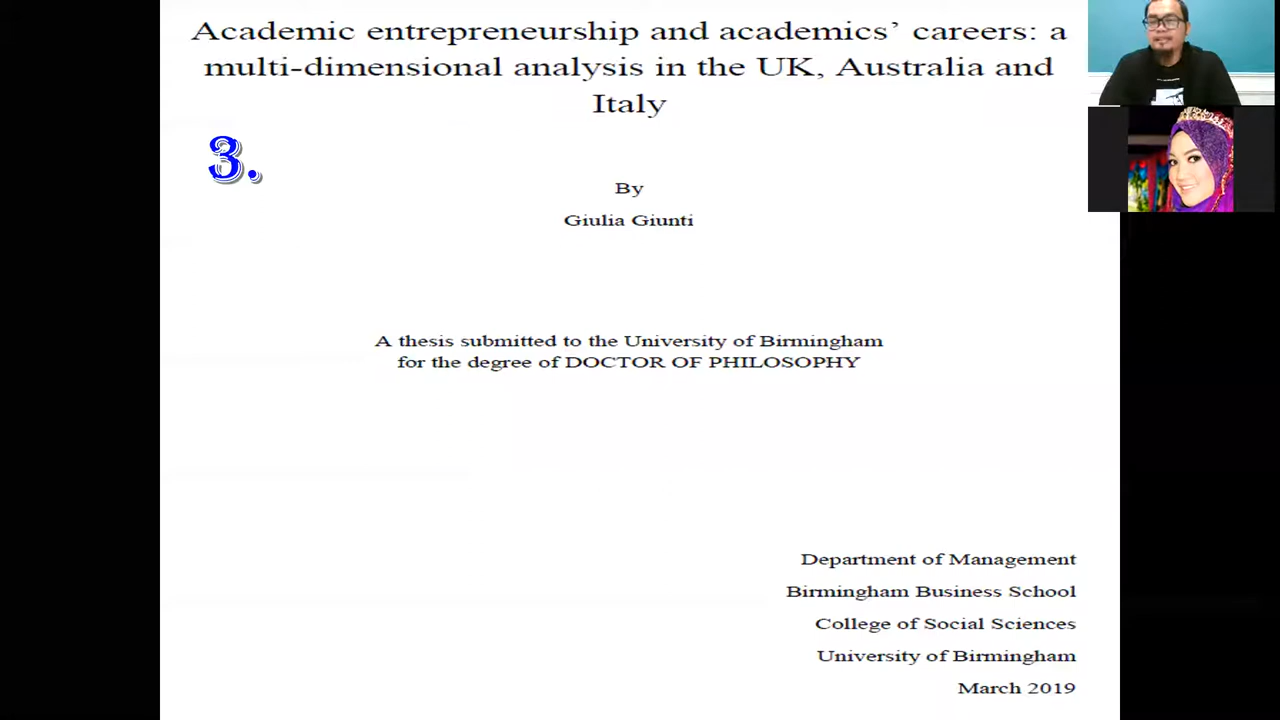 Academic entrepreneurship and academics’ careers: a
multi-dimensional analysis in the UK, Australia and
Italy
3.
By
Giulia Giunti
A thesis submitted to the University of Birmingham
for the degree of DOCTOR OF PHILOSOPHY
Department of Management
Birmingham Business School
College of Social Sciences
University of Birmingham
March 2019